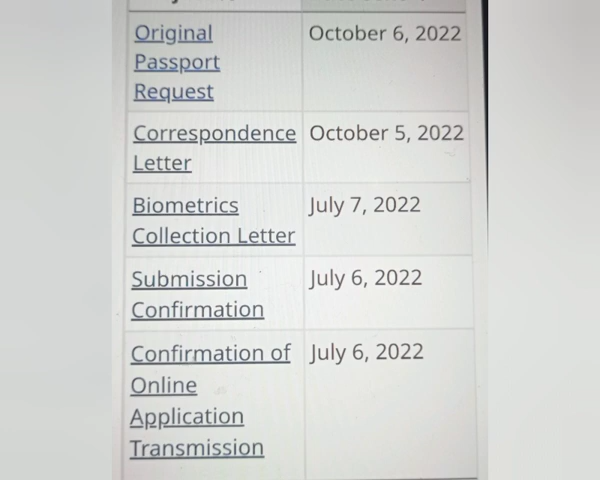 Original October 6, 2022
Passport
Request
Correspondence October 5, 2022
Letter
Biometrics July 7, 2022
Collection Letter
Submission July 6, 2022
Confirmation
Confirmation of July 6, 2022
Online
Application
Transmission